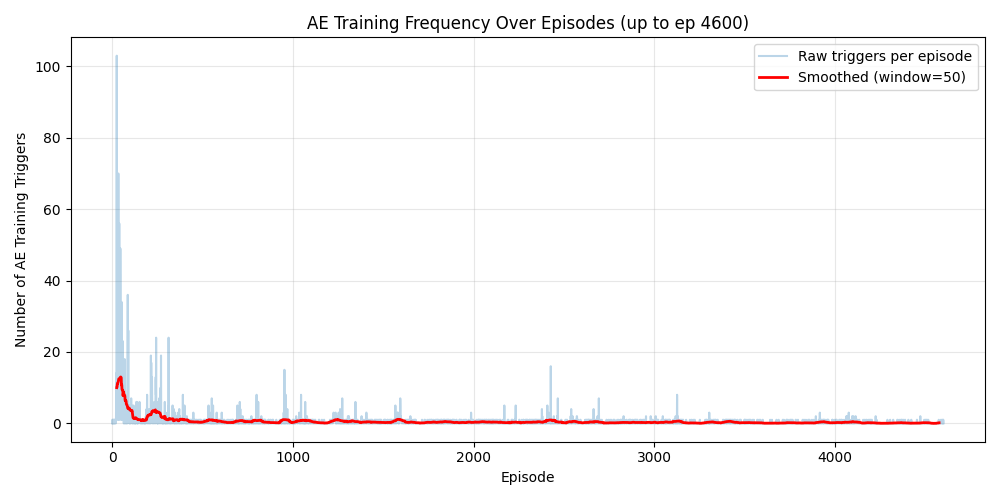 AE Training Frequency Over Episodes (up to ep 4600)
Raw triggers per episode
Smoothed (window=50)
Number of AE Training Triggers
100
80
60
40
20
0
0
1000
2000
3000
4000
Episode